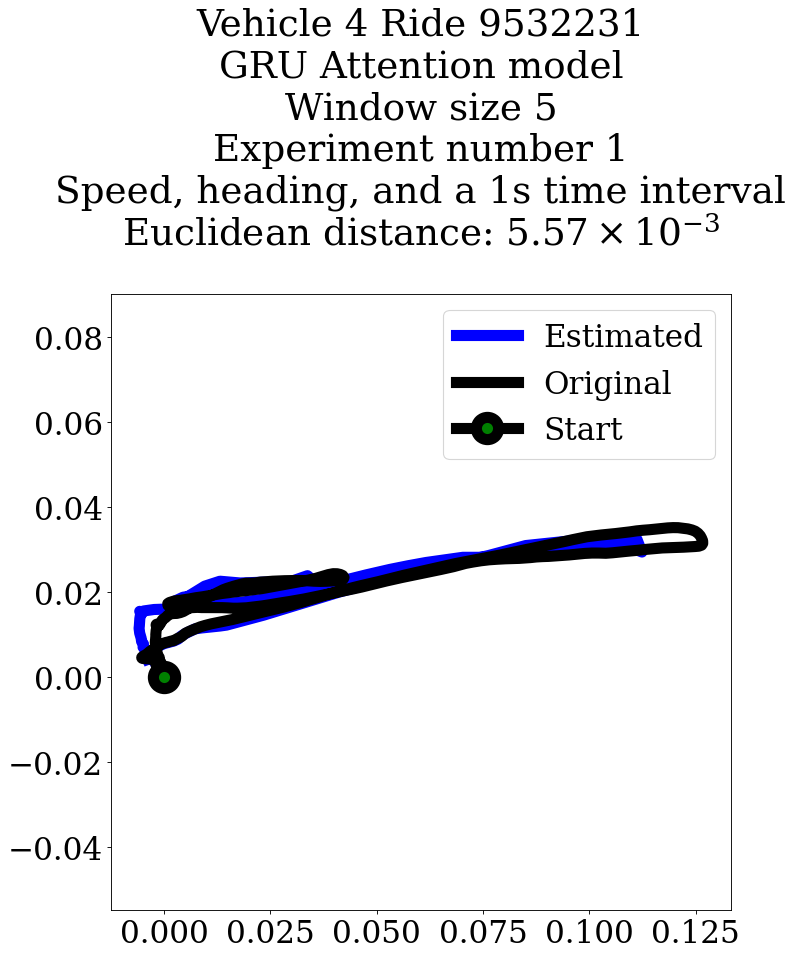 Vehicle 4 Ride 9532231
GRU Attention model
Window size 5
Experiment number 1
Speed, heading, and a 1s time interval
Euclidean distance: 5.57 × 10⁻³
Estimated
Original
Start
0.08
0.06
0.04
0.02
0.00
−0.02
−0.04
0.000 0.025 0.050 0.075 0.100 0.125